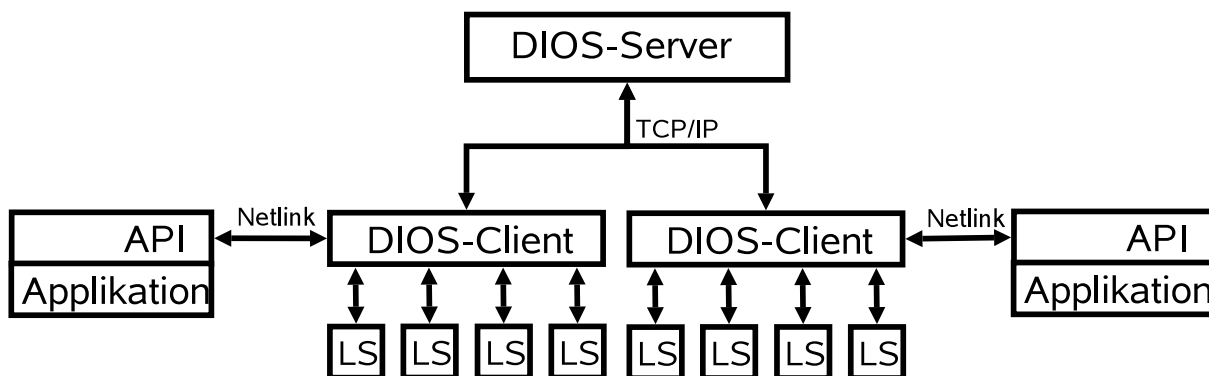 DIOS-Server
TCP/IP
Netlink
Netlink
API
DIOS-Client
DIOS-Client
API
Applikation
Applikation
LS
LS
LS
LS
LS
LS
LS
LS